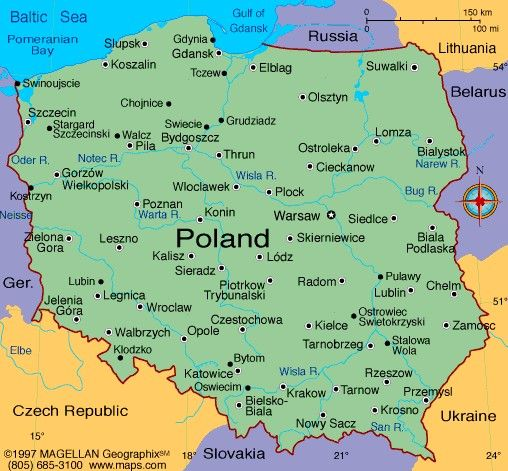 Baltic Sea
Pomeranian
Bay
Gulf of
Gdansk
0 150 km
0 100 mi
Russia
Lithuania
54°
Belarus
Slupsk
Gdynia
Gdansk
Koszalin
Tczew
Elblag
Suwalki
Swinoujscie
Chojnice
Olsztyn
Szczecin
Stargard
Szczecinski
Walcz
Pila
Swiecie
Grudziadz
Bydgoszcz
Lomza
Ostroleka
Bialystok
Oder R.
Notec R.
Thrun
Cieckanow
Narew R.
N
Gorzów
Wielkopolski
Wloclawek
Wisla R.
Plock
Bug R.
Kostrzyn
Neisse
Poznan
Warta R.
Konin
Warsaw
Siedlce
Zielona
Gora
Leszno
Poland
Skierniewice
Biala
Podlaska
Kalisz
Lódz
Ger.
Sieradz
Piotrkow
Trybunalski
Radom
Pulawy
Lublin
Chelm
51°
Lubin
Legnica
Jelenia
Góra
Wroclaw
Czestochowa
Kielce
Ostrowiec
Swietokrzyski
Zamosc
Walbrzych
Opole
Tarnobrzeg
Stalowa
Wola
Elbe
Klodzko
Bytom
Katowice
Wisla R.
Rzeszow
Oswiecim
Krakow
Tarnow
Przemysl
Bielsko-
Biala
Krosno
Nowy Sacz
San R.
Czech Republic
Ukraine
Slovakia
15°
18°
21°
24°
©1997 MAGELLAN Geographix℠
(805) 685-3100 www.maps.com